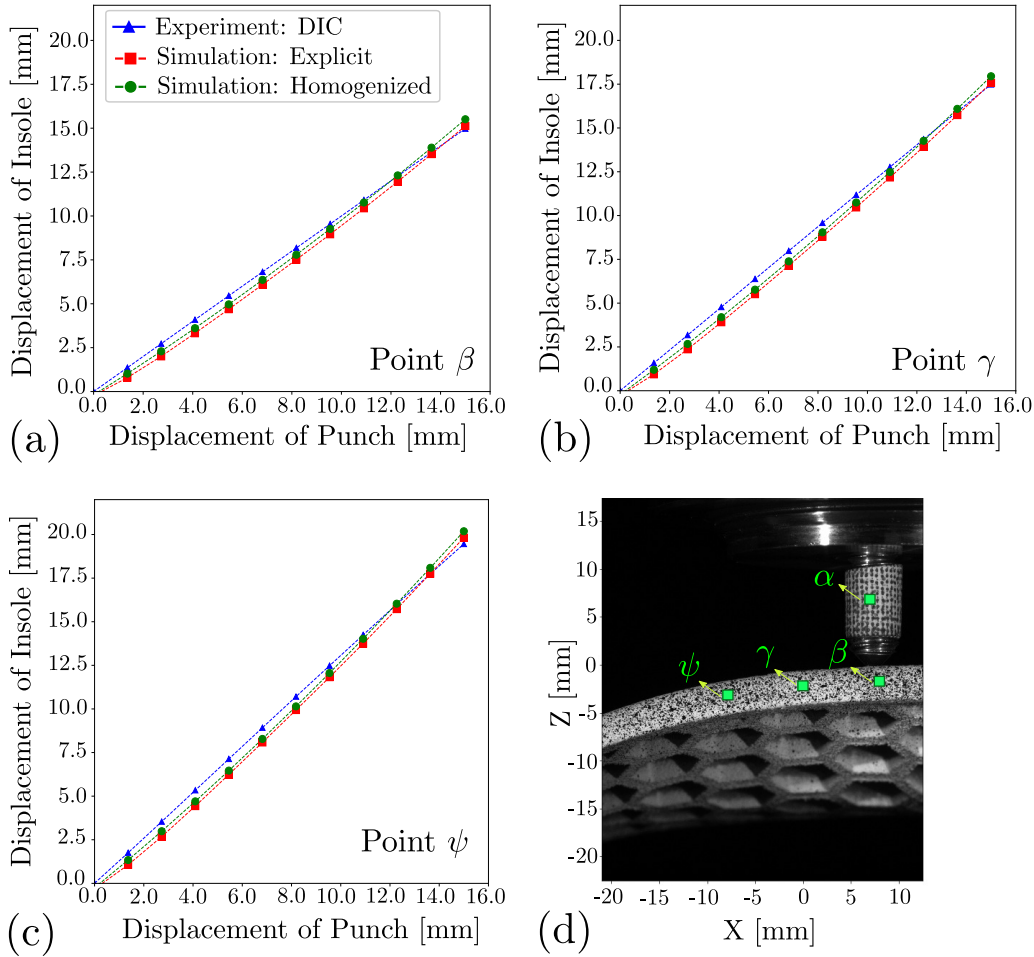 Displacement of Insole [mm]
20.0
17.5
15.0
12.5
10.0
7.5
5.0
2.5
0.0
Experiment: DIC
Simulation: Explicit
Simulation: Homogenized
Point β
0.0 2.0 4.0 6.0 8.0 10.0 12.0 14.0 16.0
Displacement of Punch [mm]
(a)
Displacement of Insole [mm]
20.0
17.5
15.0
12.5
10.0
7.5
5.0
2.5
0.0
Point γ
0.0 2.0 4.0 6.0 8.0 10.0 12.0 14.0 16.0
Displacement of Punch [mm]
(b)
Displacement of Insole [mm]
20.0
17.5
15.0
12.5
10.0
7.5
5.0
2.5
0.0
Point ψ
0.0 2.0 4.0 6.0 8.0 10.0 12.0 14.0 16.0
Displacement of Punch [mm]
(c)
Z [mm]
15
10
5
0
-5
-10
-15
-20
α
ψ γ β
-20 -15 -10 -5 0 5 10
X [mm]
(d)